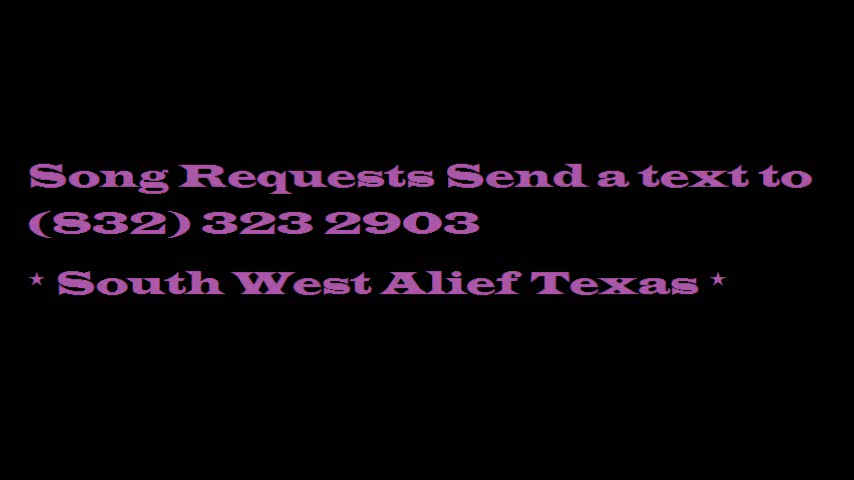 Song Requests Send a text to
(832) 323 2903
* South West Alief Texas *